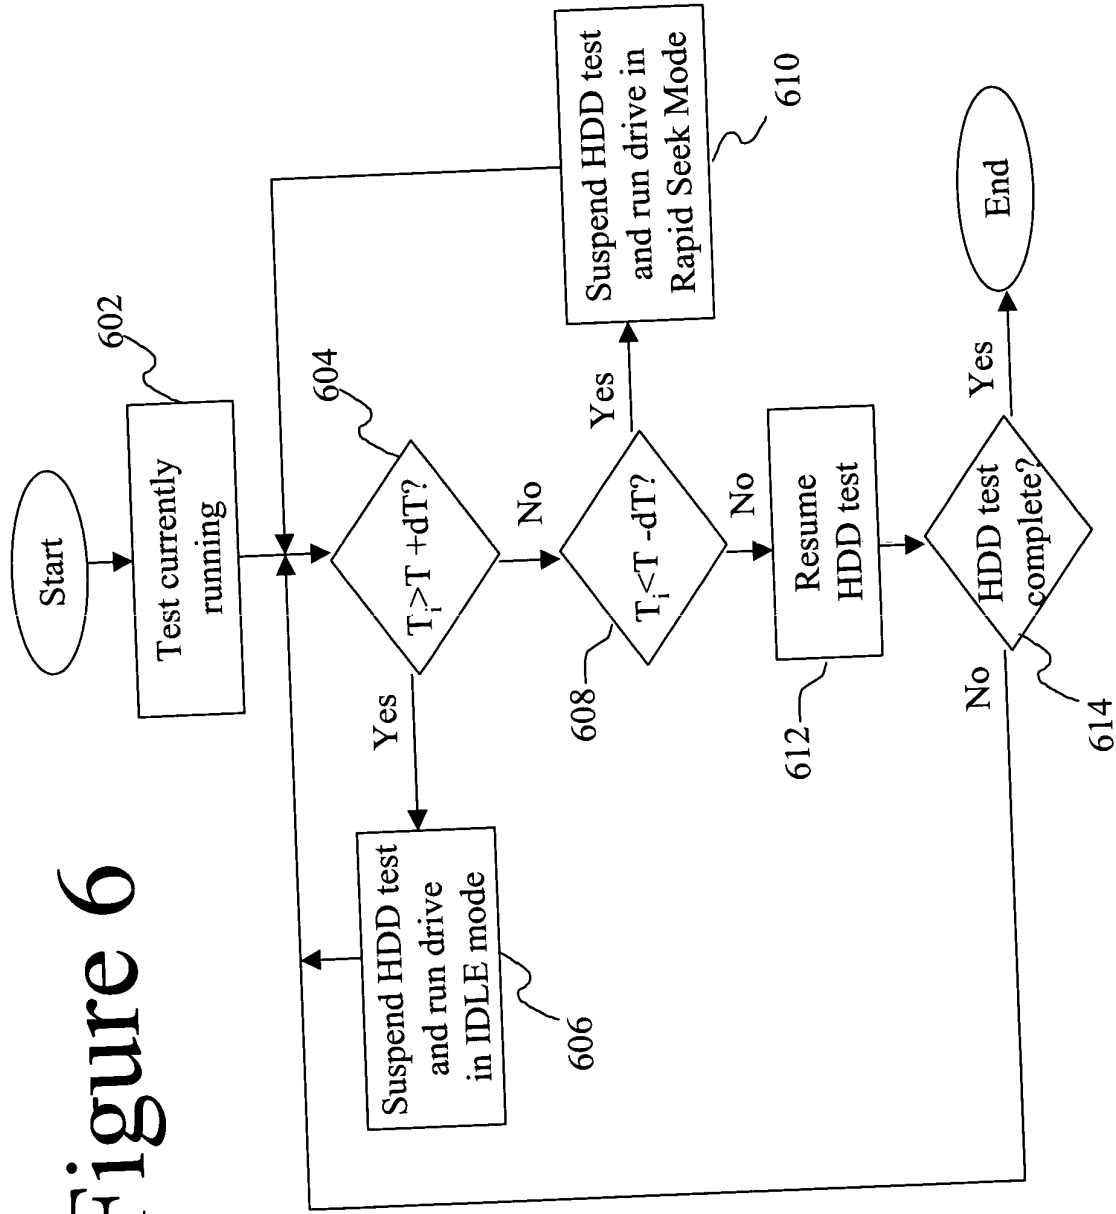 Figure 6
Start
602
Test currently
running
604
Ti>T +dT?
Yes
No
Suspend HDD test
and run drive
in IDLE mode
606
608
Ti<T -dT?
Yes
No
Suspend HDD test
and run drive in
Rapid Seek Mode
610
612
Resume
HDD test
HDD test
complete?
614
No
Yes
End